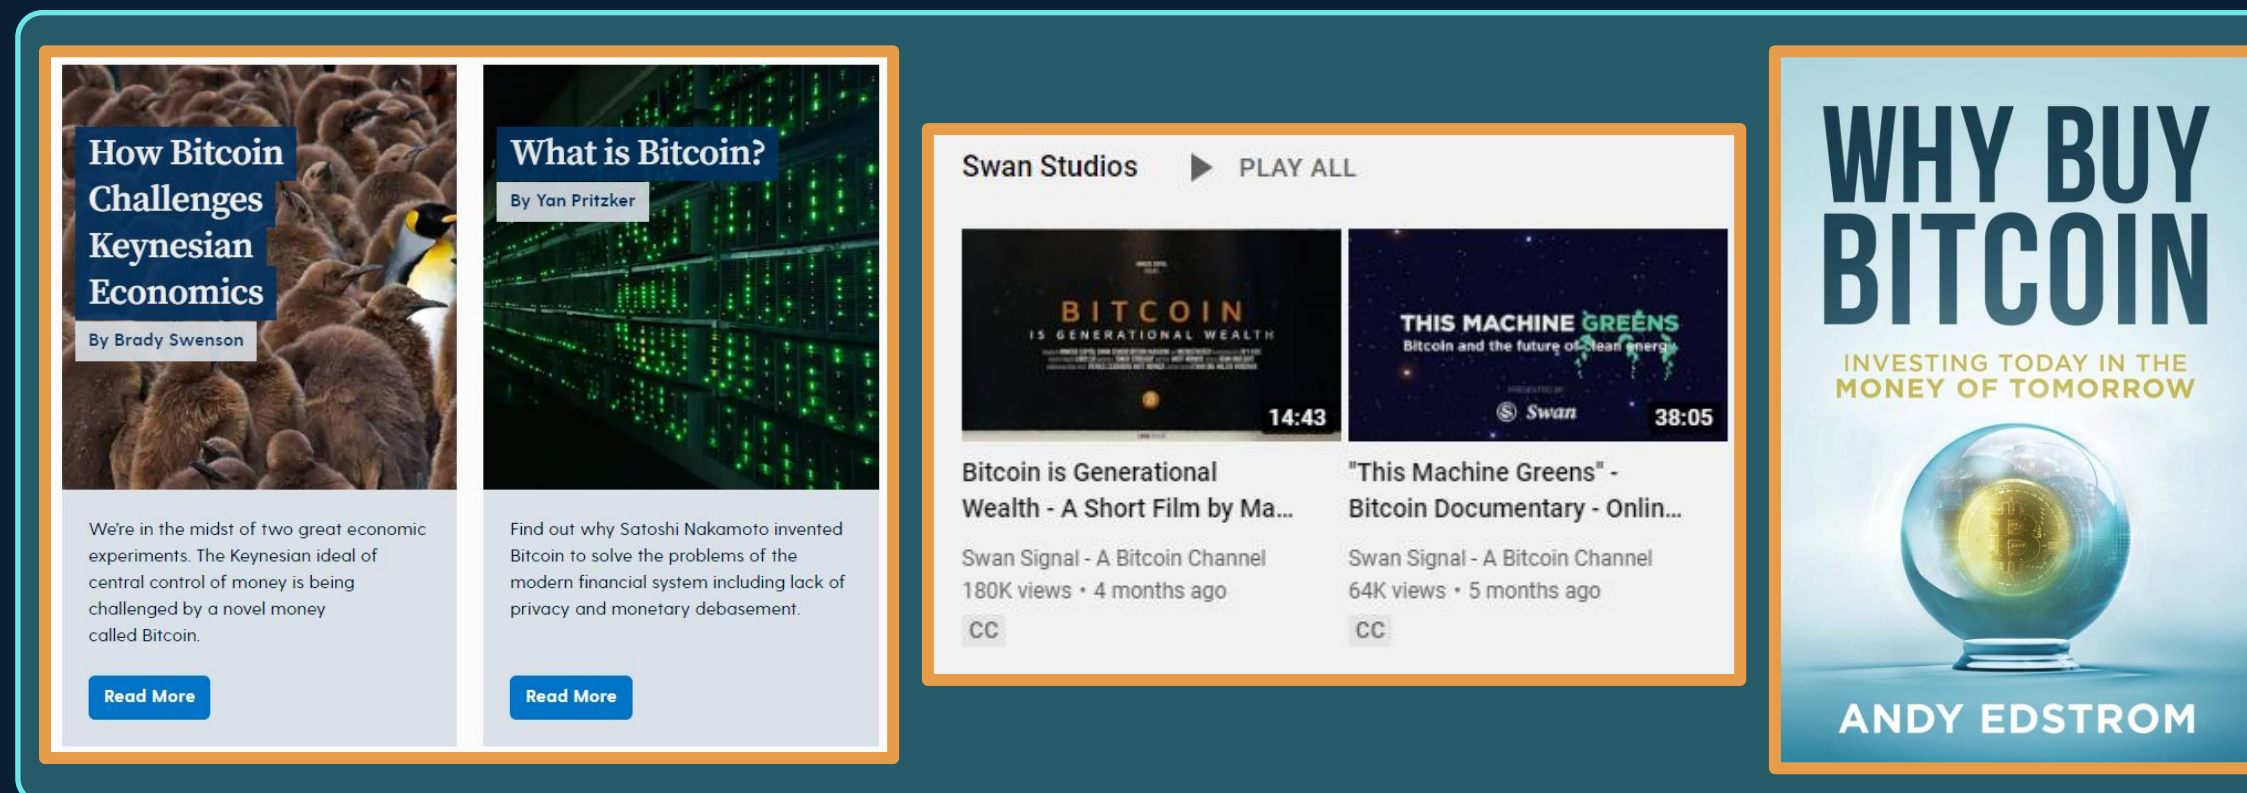 How Bitcoin
Challenges
Keynesian
Economics
By Brady Swenson
We're in the midst of two great economic
experiments. The Keynesian ideal of
central control of money is being
challenged by a novel money
called Bitcoin.
Read More
What is Bitcoin?
By Yan Pritzker
Find out why Satoshi Nakamoto invented
Bitcoin to solve the problems of the
modern financial system including lack of
privacy and monetary debasement.
Read More
Swan Studios PLAY ALL
BITCOIN
IS GENERATIONAL WEALTH
14:43
Bitcoin is Generational
Wealth - A Short Film by Ma...
Swan Signal - A Bitcoin Channel
180K views • 4 months ago
CC
THIS MACHINE GREENS
Bitcoin and the future of clean energy
PRESENTED BY
Swan
38:05
"This Machine Greens" -
Bitcoin Documentary - Onlin...
Swan Signal - A Bitcoin Channel
64K views • 5 months ago
CC
WHY BUY
BITCOIN
INVESTING TODAY IN THE
MONEY OF TOMORROW
ANDY EDSTROM